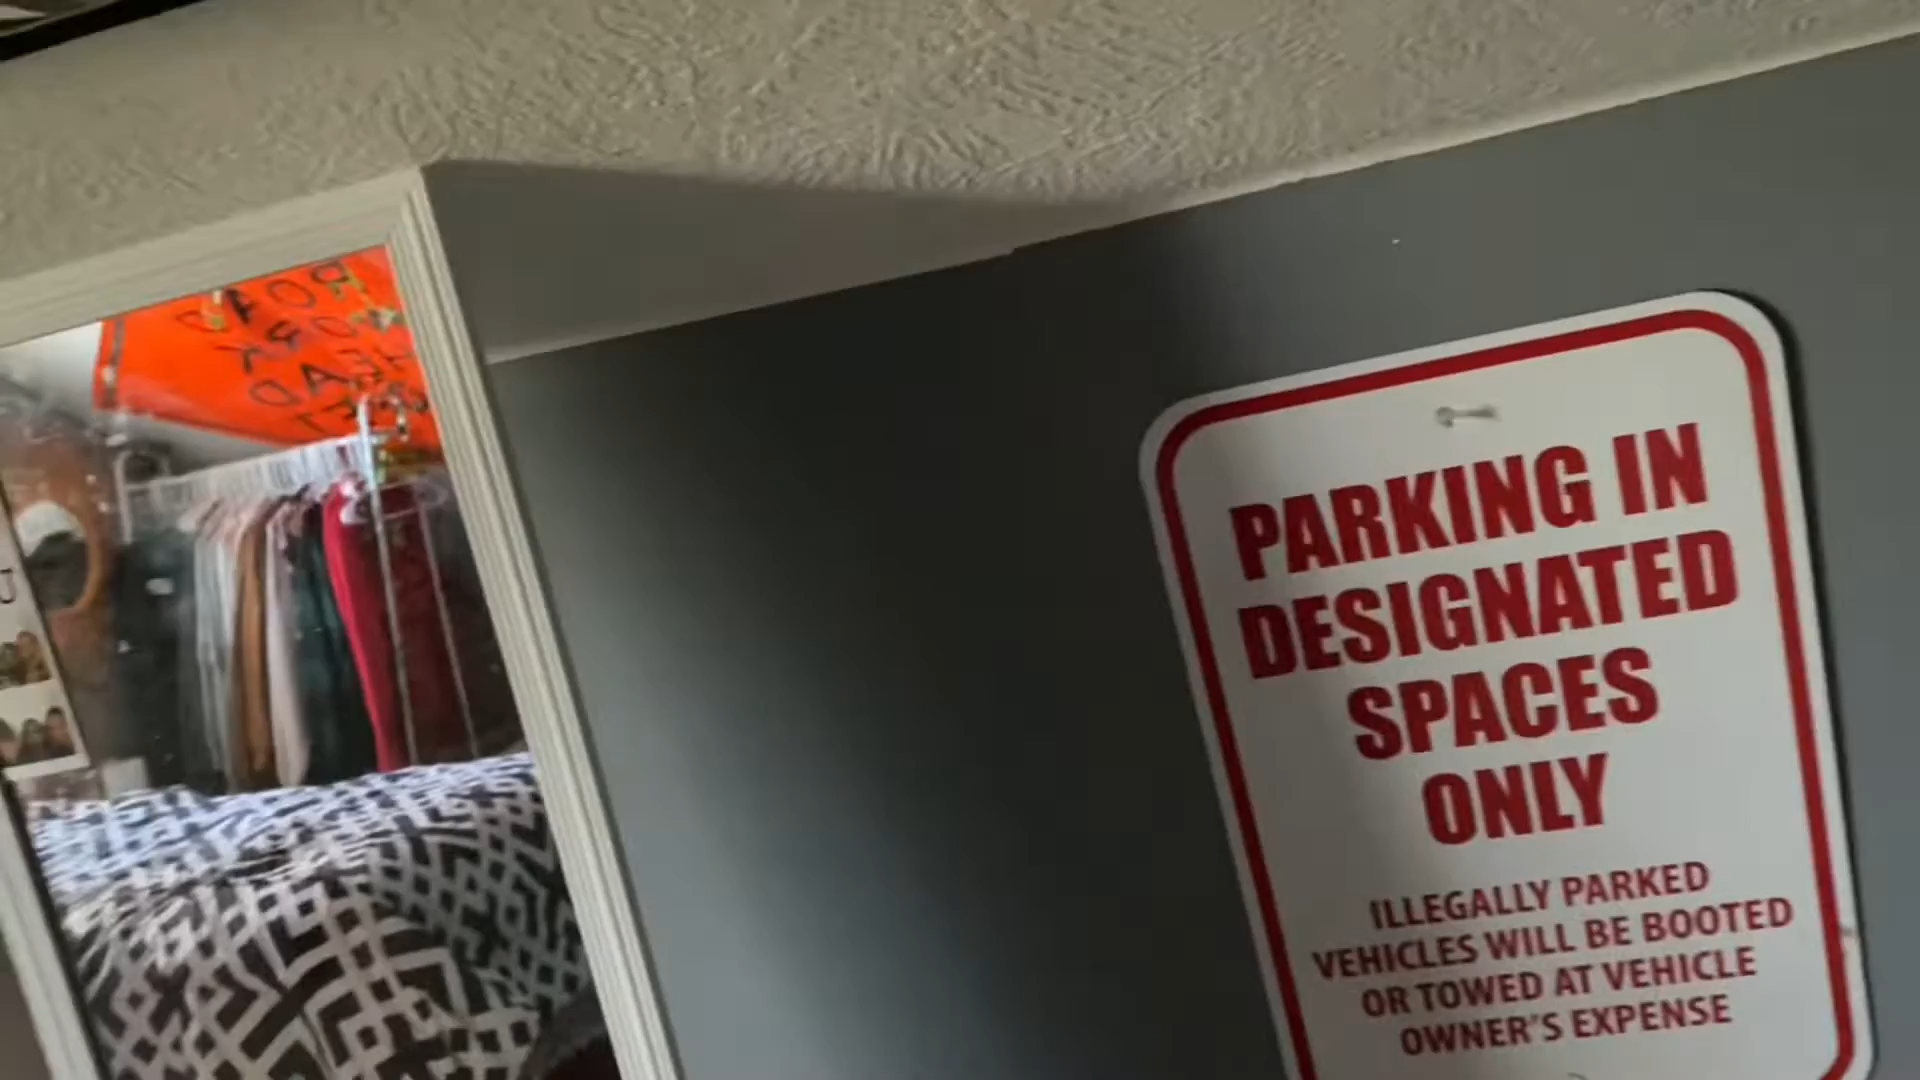 PARKING IN
DESIGNATED
SPACES
ONLY
ILLEGALLY PARKED
VEHICLES WILL BE BOOTED
OR TOWED AT VEHICLE
OWNER'S EXPENSE